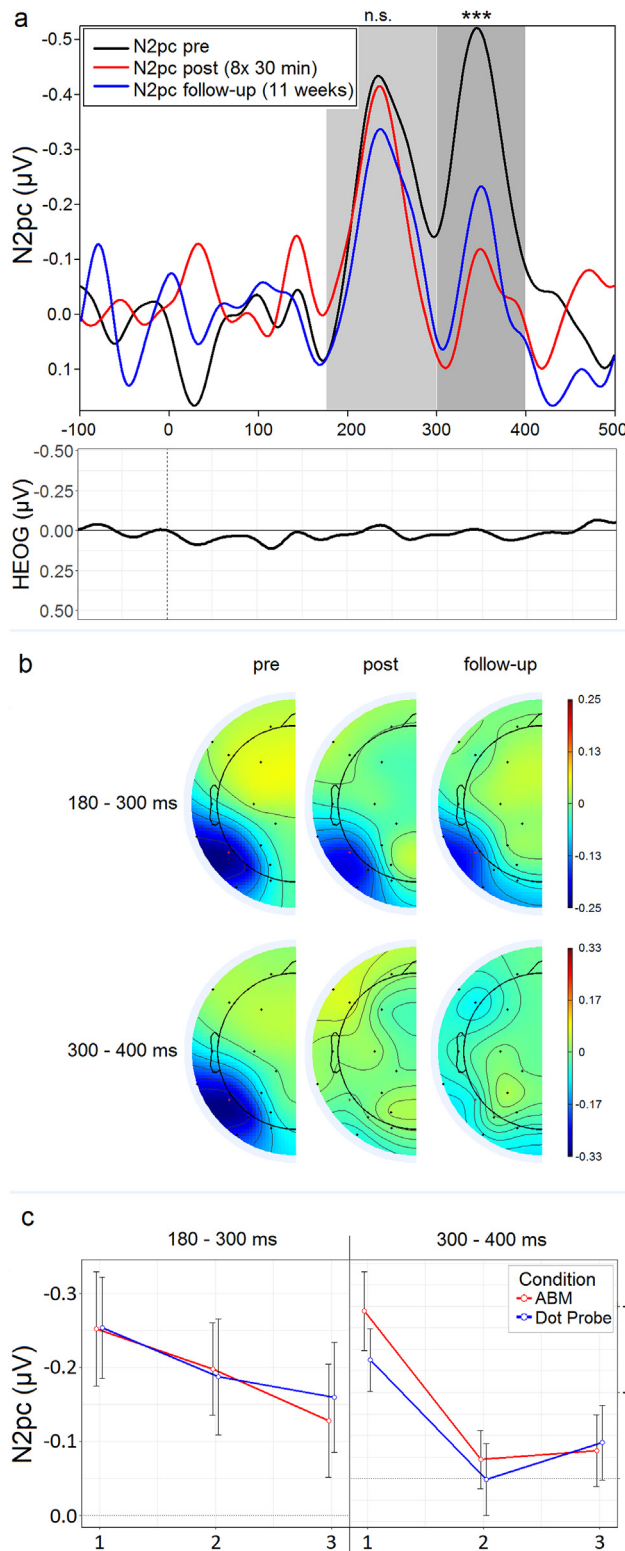 a
n.s.
***
N2pc pre
N2pc post (8x 30 min)
N2pc follow-up (11 weeks)
N2pc (µV)
-0.5
-0.4
-0.3
-0.2
-0.1
0.0
0.1
-100 0 100 200 300 400 500
HEOG (µV)
-0.50
-0.25
0.00
0.25
0.50
b
pre post follow-up
180 - 300 ms
0.25
0.13
0
-0.13
-0.25
300 - 400 ms
0.33
0.17
0
-0.17
-0.33
c
180 - 300 ms 300 - 400 ms
N2pc (µV)
-0.3
-0.2
-0.1
0.0
Condition
ABM
Dot Probe
1 2 3 1 2 3